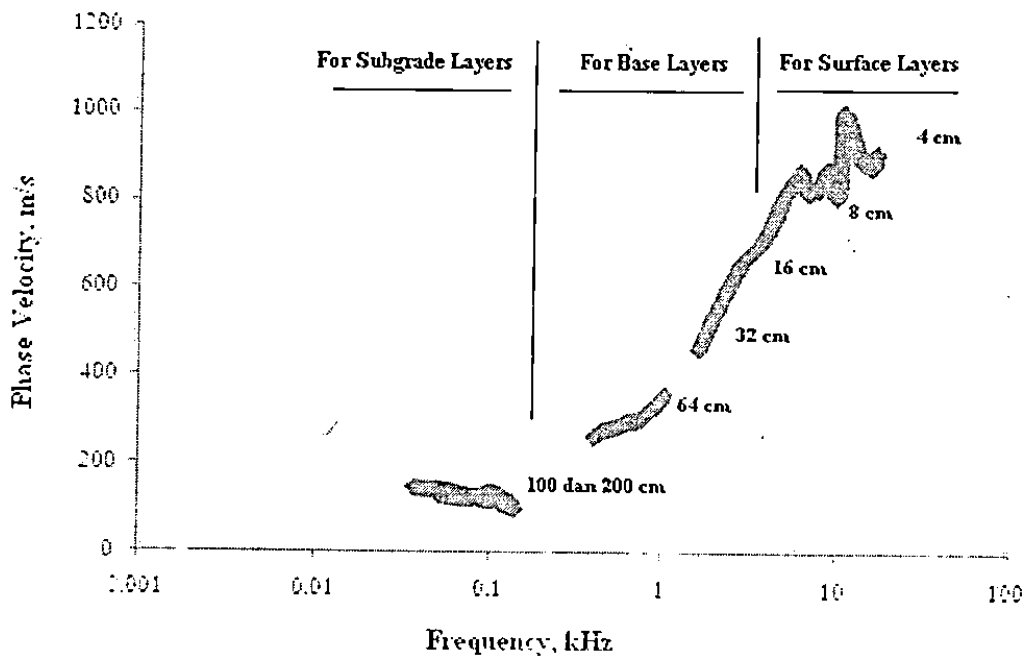 1200
1000
800
600
400
200
0
Phase Velocity, m/s
For Subgrade Layers
For Base Layers
For Surface Layers
4 cm
8 cm
16 cm
32 cm
64 cm
100 dan 200 cm
0.001
0.01
0.1
1
10
100
Frequency, kHz